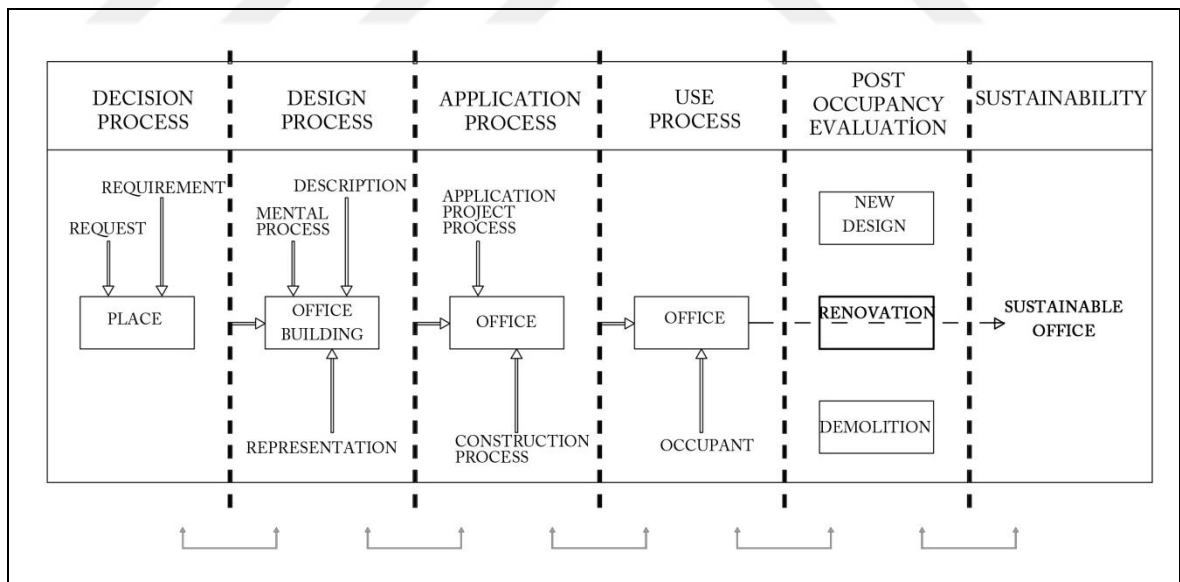 DECISION
PROCESS
DESIGN
PROCESS
APPLICATION
PROCESS
USE
PROCESS
POST
OCCUPANCY
EVALUATİON
SUSTAINABILITY
REQUIREMENT
REQUEST
PLACE
DESCRIPTION
MENTAL
PROCESS
OFFICE
BUILDING
REPRESENTATION
APPLICATION
PROJECT
PROCESS
OFFICE
CONSTRUCTION
PROCESS
OFFICE
OCCUPANT
NEW
DESIGN
RENOVATION
DEMOLITION
SUSTAINABLE
OFFICE